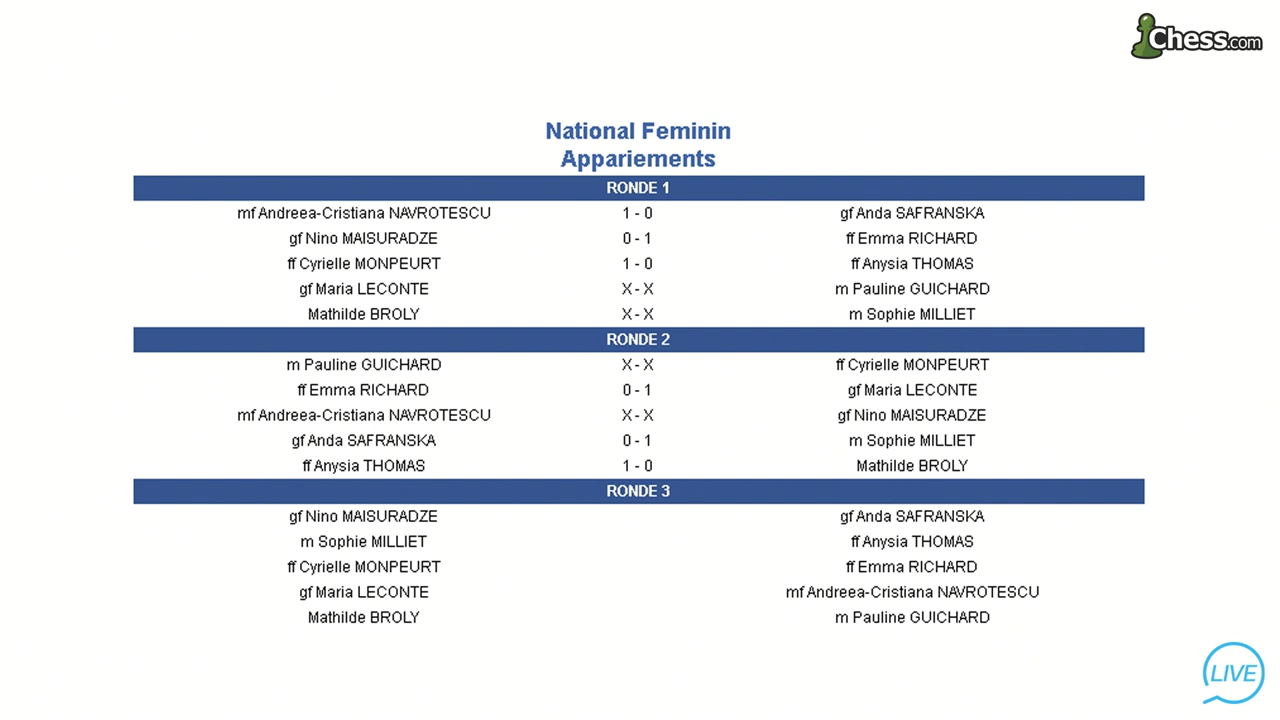 Chess.com
National Feminin
Appariements
RONDE 1
mf Andreea-Cristiana NAVROTESCU 1 - 0 gf Anda SAFRANSKA
gf Nino MAISURADZE 0 - 1 ff Emma RICHARD
ff Cyrielle MONPEURT 1 - 0 ff Anysia THOMAS
gf Maria LECONTE X - X m Pauline GUICHARD
Mathilde BROLY X - X m Sophie MILLIET
RONDE 2
m Pauline GUICHARD X - X ff Cyrielle MONPEURT
ff Emma RICHARD 0 - 1 gf Maria LECONTE
mf Andreea-Cristiana NAVROTESCU X - X gf Nino MAISURADZE
gf Anda SAFRANSKA 0 - 1 m Sophie MILLIET
ff Anysia THOMAS 1 - 0 Mathilde BROLY
RONDE 3
gf Nino MAISURADZE gf Anda SAFRANSKA
m Sophie MILLIET ff Anysia THOMAS
ff Cyrielle MONPEURT ff Emma RICHARD
gf Maria LECONTE mf Andreea-Cristiana NAVROTESCU
Mathilde BROLY m Pauline GUICHARD
LIVE